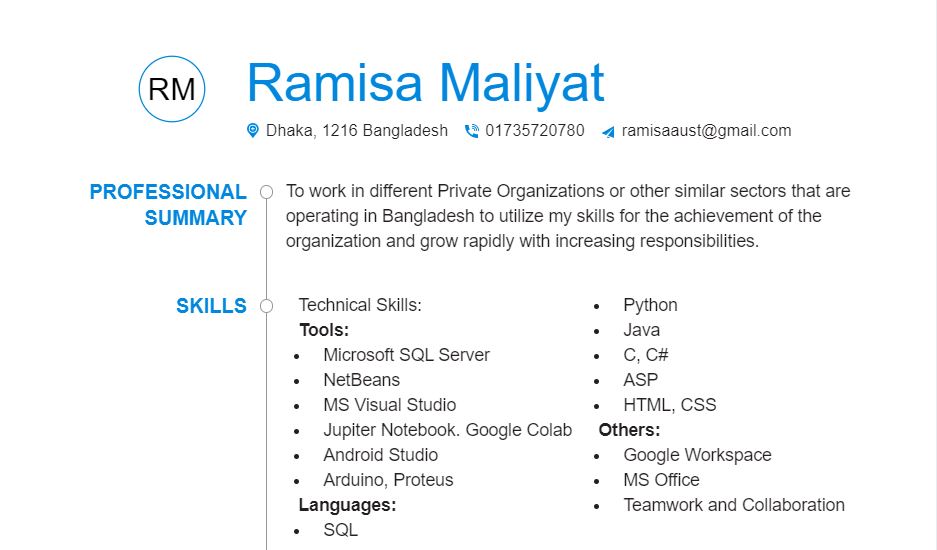 RM
Ramisa Maliyat
Dhaka, 1216 Bangladesh 01735720780 ramisaaust@gmail.com
PROFESSIONAL
SUMMARY
To work in different Private Organizations or other similar sectors that are
operating in Bangladesh to utilize my skills for the achievement of the
organization and grow rapidly with increasing responsibilities.
SKILLS
Technical Skills:
Tools:
• Microsoft SQL Server
• NetBeans
• MS Visual Studio
• Jupiter Notebook. Google Colab
• Android Studio
• Arduino, Proteus
Languages:
• SQL
• Python
• Java
• C, C#
• ASP
• HTML, CSS
Others:
• Google Workspace
• MS Office
• Teamwork and Collaboration